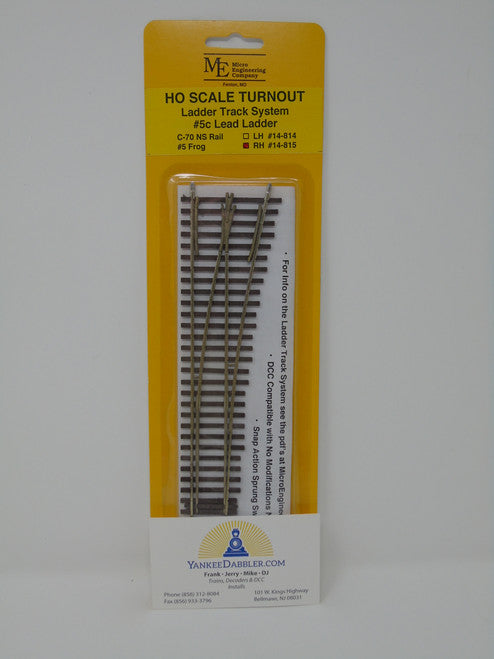 ME Micro
Engineering
Company
Fenton, MO
HO SCALE TURNOUT
Ladder Track System
#5c Lead Ladder
C-70 NS Rail
LH #14-814
#5 Frog
RH #14-815
• For Info on the Ladder Track System see the pdf's at MicroEngine
• DCC Compatible with No Modifications
• Snap Action Sprung
YANKEEDABBLER.COM
Frank • Jerry • Mike • DJ
Trains, Decoders & DCC
Installs
Phone (856) 312-8084
Fax (856) 933-3796
101 W. Kings Highway
Bellmawr, NJ 08031